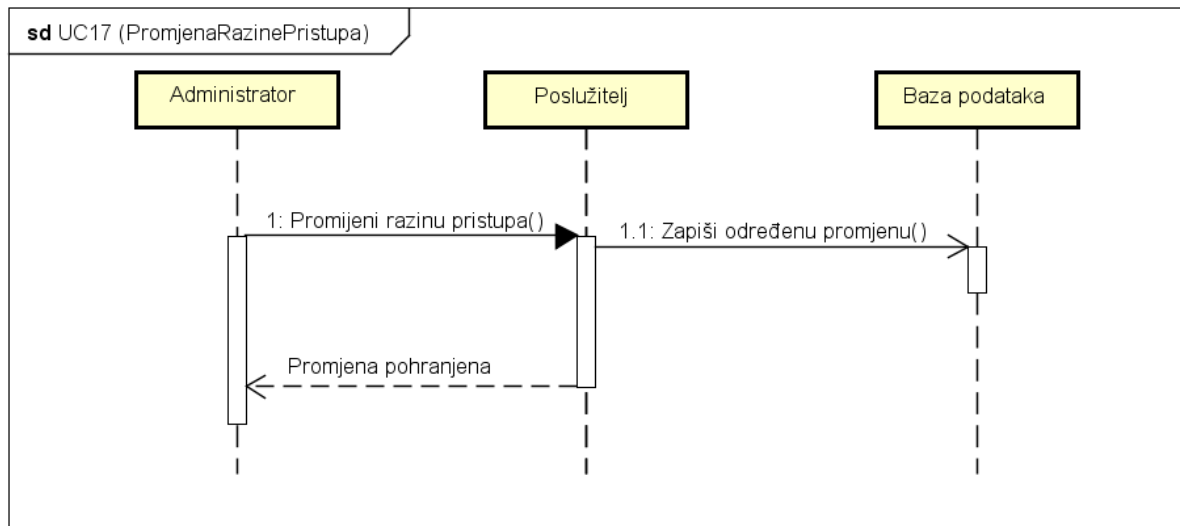 sd UC17 (PromjenaRazinePristupa)
Administrator
Poslužitelj
Baza podataka
1: Promijeni razinu pristupa()
1.1: Zapiši određenu promjenu()
Promjena pohranjena